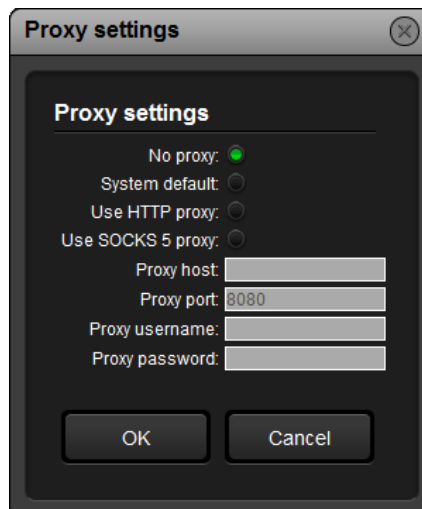 Proxy settings
Proxy settings
No proxy:
System default:
Use HTTP proxy:
Use SOCKS 5 proxy:
Proxy host:
Proxy port: 8080
Proxy username:
Proxy password:
OK Cancel